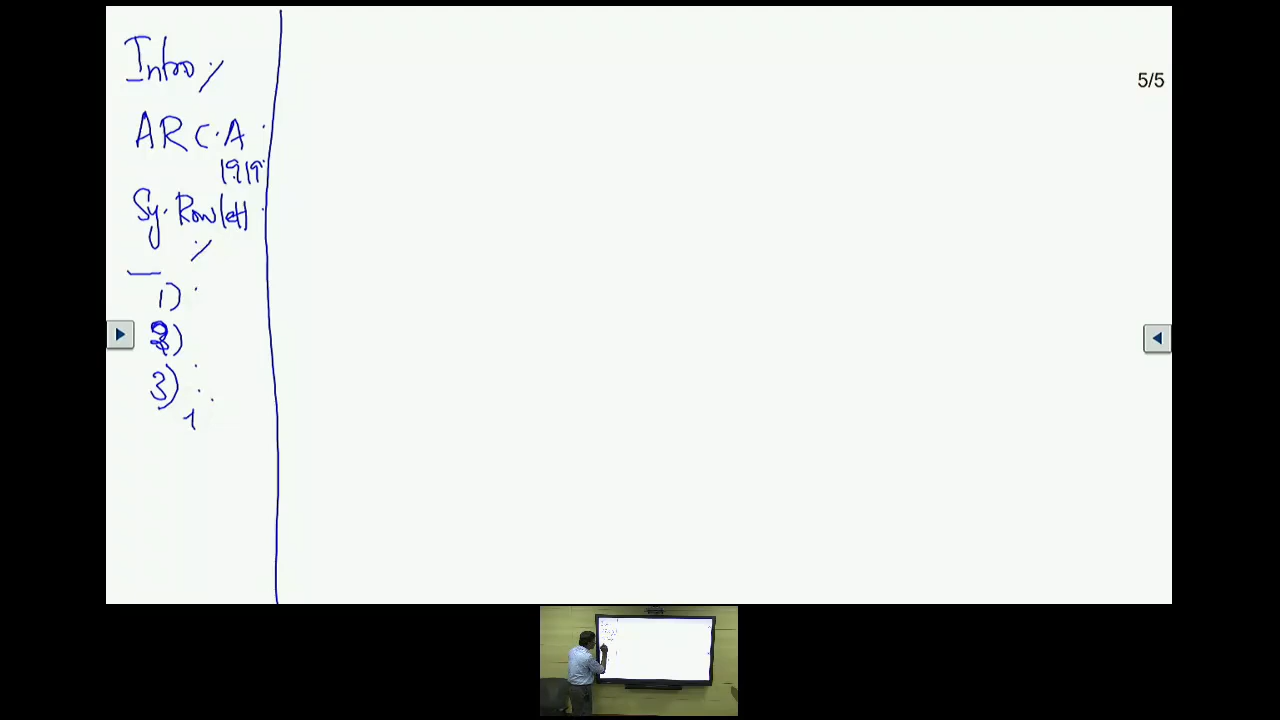 Intro :/
5/5
ARC.A.
1919
Sy. Rowlett
:/
1)
2)
3)